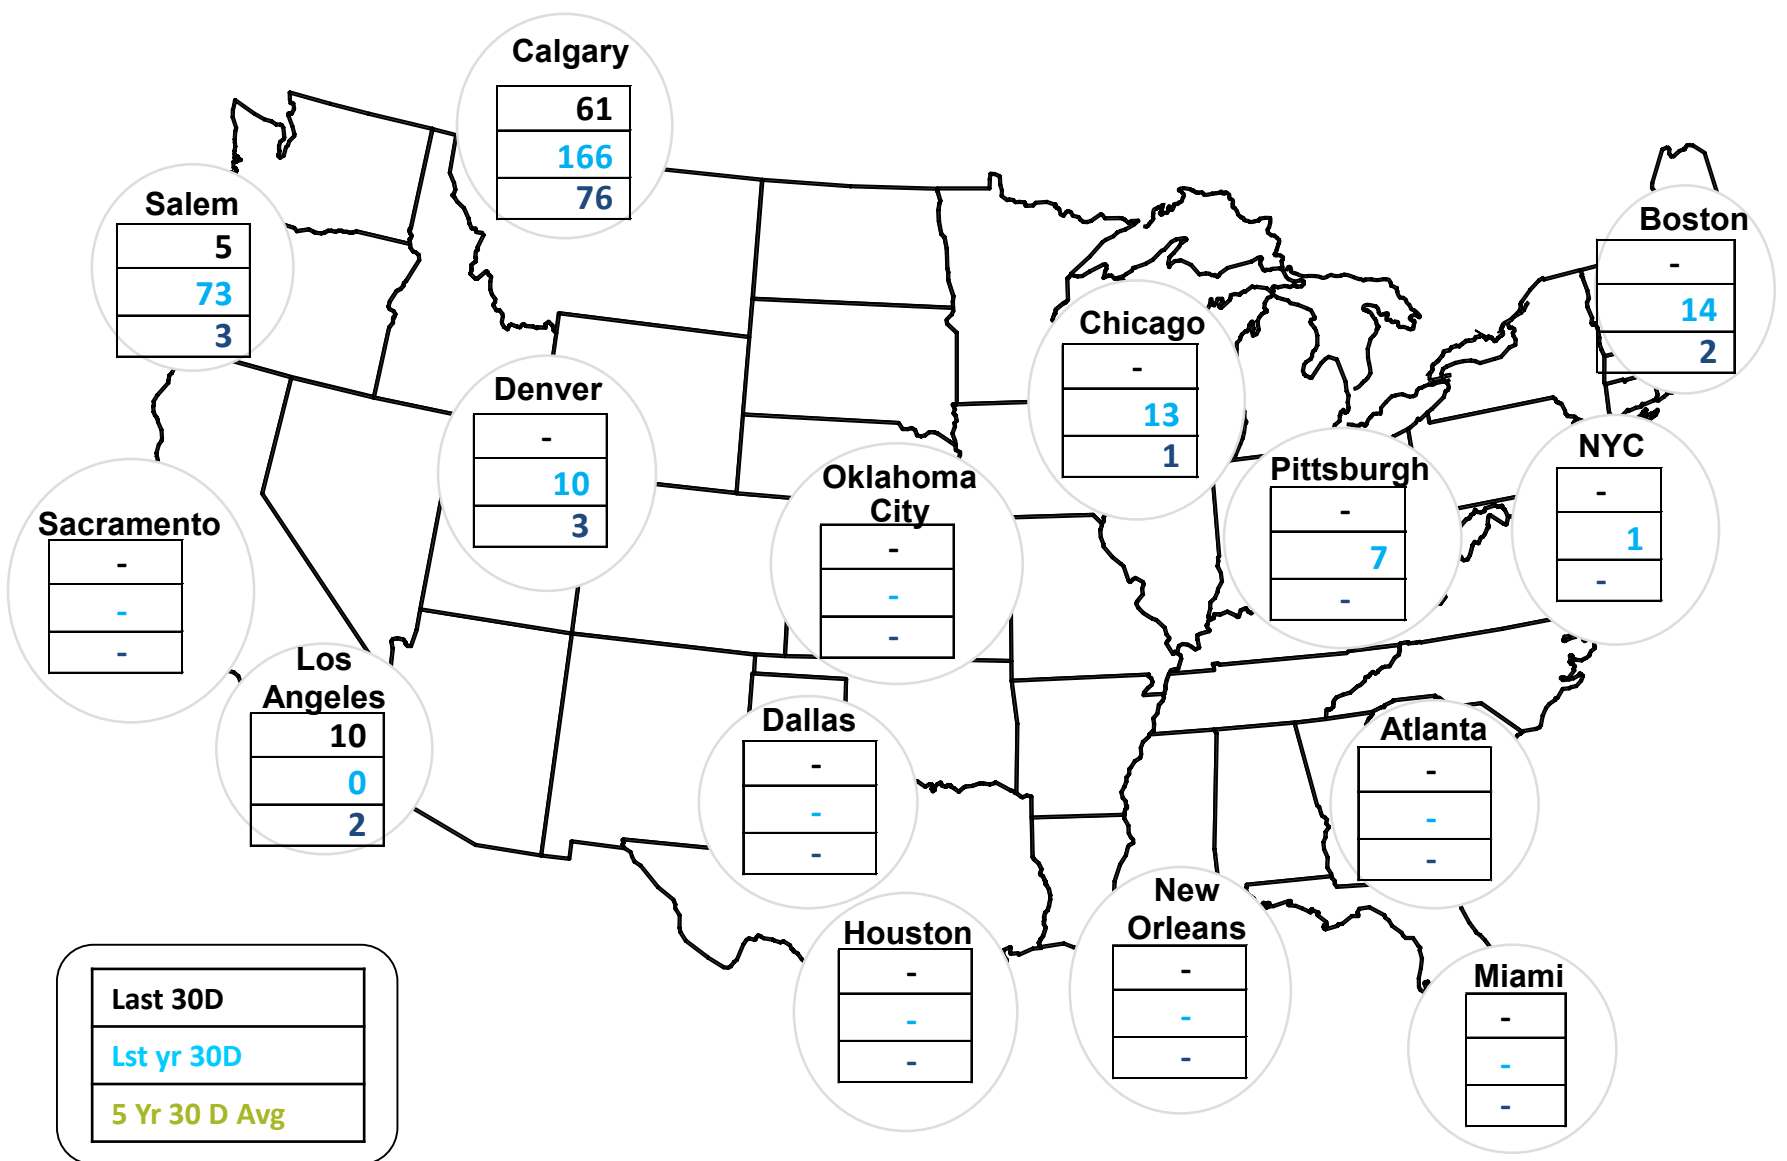 Calgary
61
166
76
Salem
5
73
3
Boston
-
14
2
Chicago
-
13
1
Denver
-
10
3
NYC
-
1
-
Pittsburgh
-
7
-
Oklahoma
City
-
-
-
Sacramento
-
-
-
Los
Angeles
10
0
2
Dallas
-
-
-
Atlanta
-
-
-
New
Orleans
-
-
-
Houston
-
-
-
Miami
-
-
-
Last 30D
Lst yr 30D
5 Yr 30 D Avg